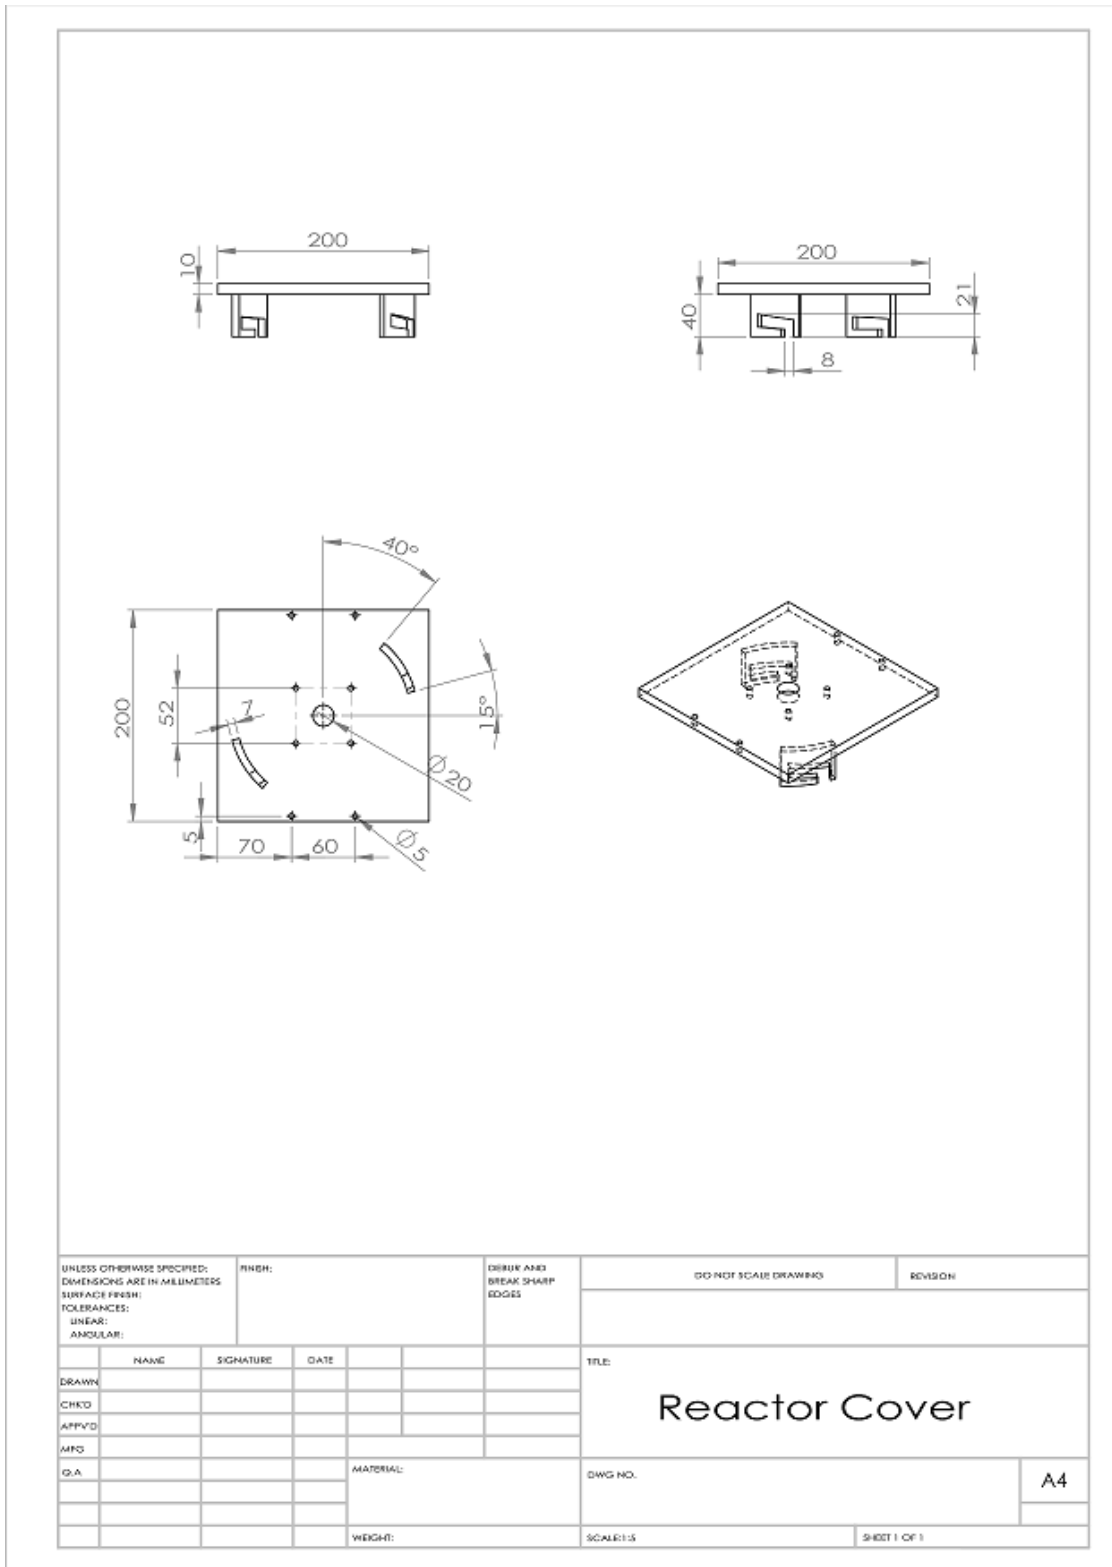 200
10
200
40
21
8
40°
200
52
7
15°
Ø20
5
70
60
Ø5
UNLESS OTHERWISE SPECIFIED:
DIMENSIONS ARE IN MILLIMETERS
SURFACE FINISH:
TOLERANCES:
LINEAR:
ANGULAR:
FINISH:
DEBUR AND
BREAK SHARP
EDGES
DO NOT SCALE DRAWING
REVISION
NAME
SIGNATURE
DATE
TITLE:
DRAWN
CHK'D
APPV'D
MFG
Q.A
Reactor Cover
MATERIAL:
DWG NO.
A4
WEIGHT:
SCALE:1:5
SHEET 1 OF 1